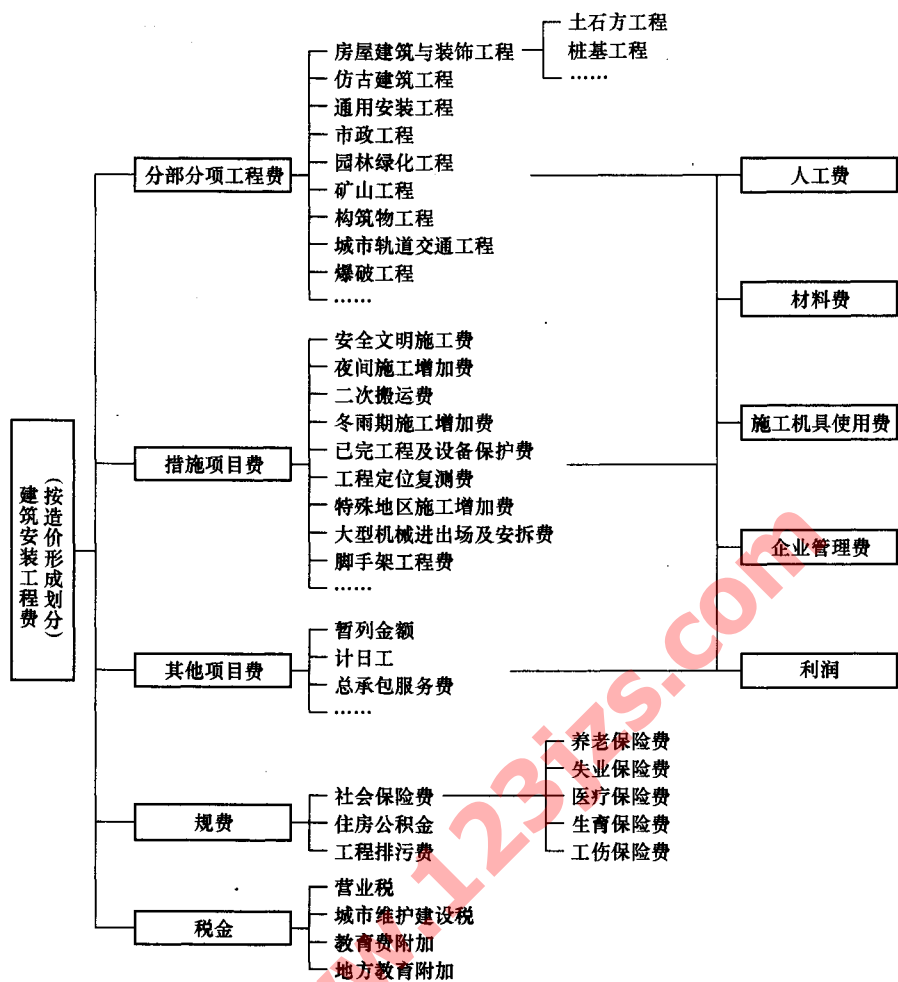 建筑安装工程费
(按造价形成划分)
分部分项工程费
房屋建筑与装饰工程
土石方工程
桩基工程
……
仿古建筑工程
通用安装工程
市政工程
园林绿化工程
矿山工程
构筑物工程
城市轨道交通工程
爆破工程
……
措施项目费
安全文明施工费
夜间施工增加费
二次搬运费
冬雨期施工增加费
已完工程及设备保护费
工程定位复测费
特殊地区施工增加费
大型机械进出场及安拆费
脚手架工程费
……
其他项目费
暂列金额
计日工
总承包服务费
……
人工费
材料费
施工机具使用费
企业管理费
利润
规费
社会保险费
养老保险费
失业保险费
医疗保险费
生育保险费
工伤保险费
住房公积金
工程排污费
税金
营业税
城市维护建设税
教育费附加
地方教育附加
w.123jzs.com